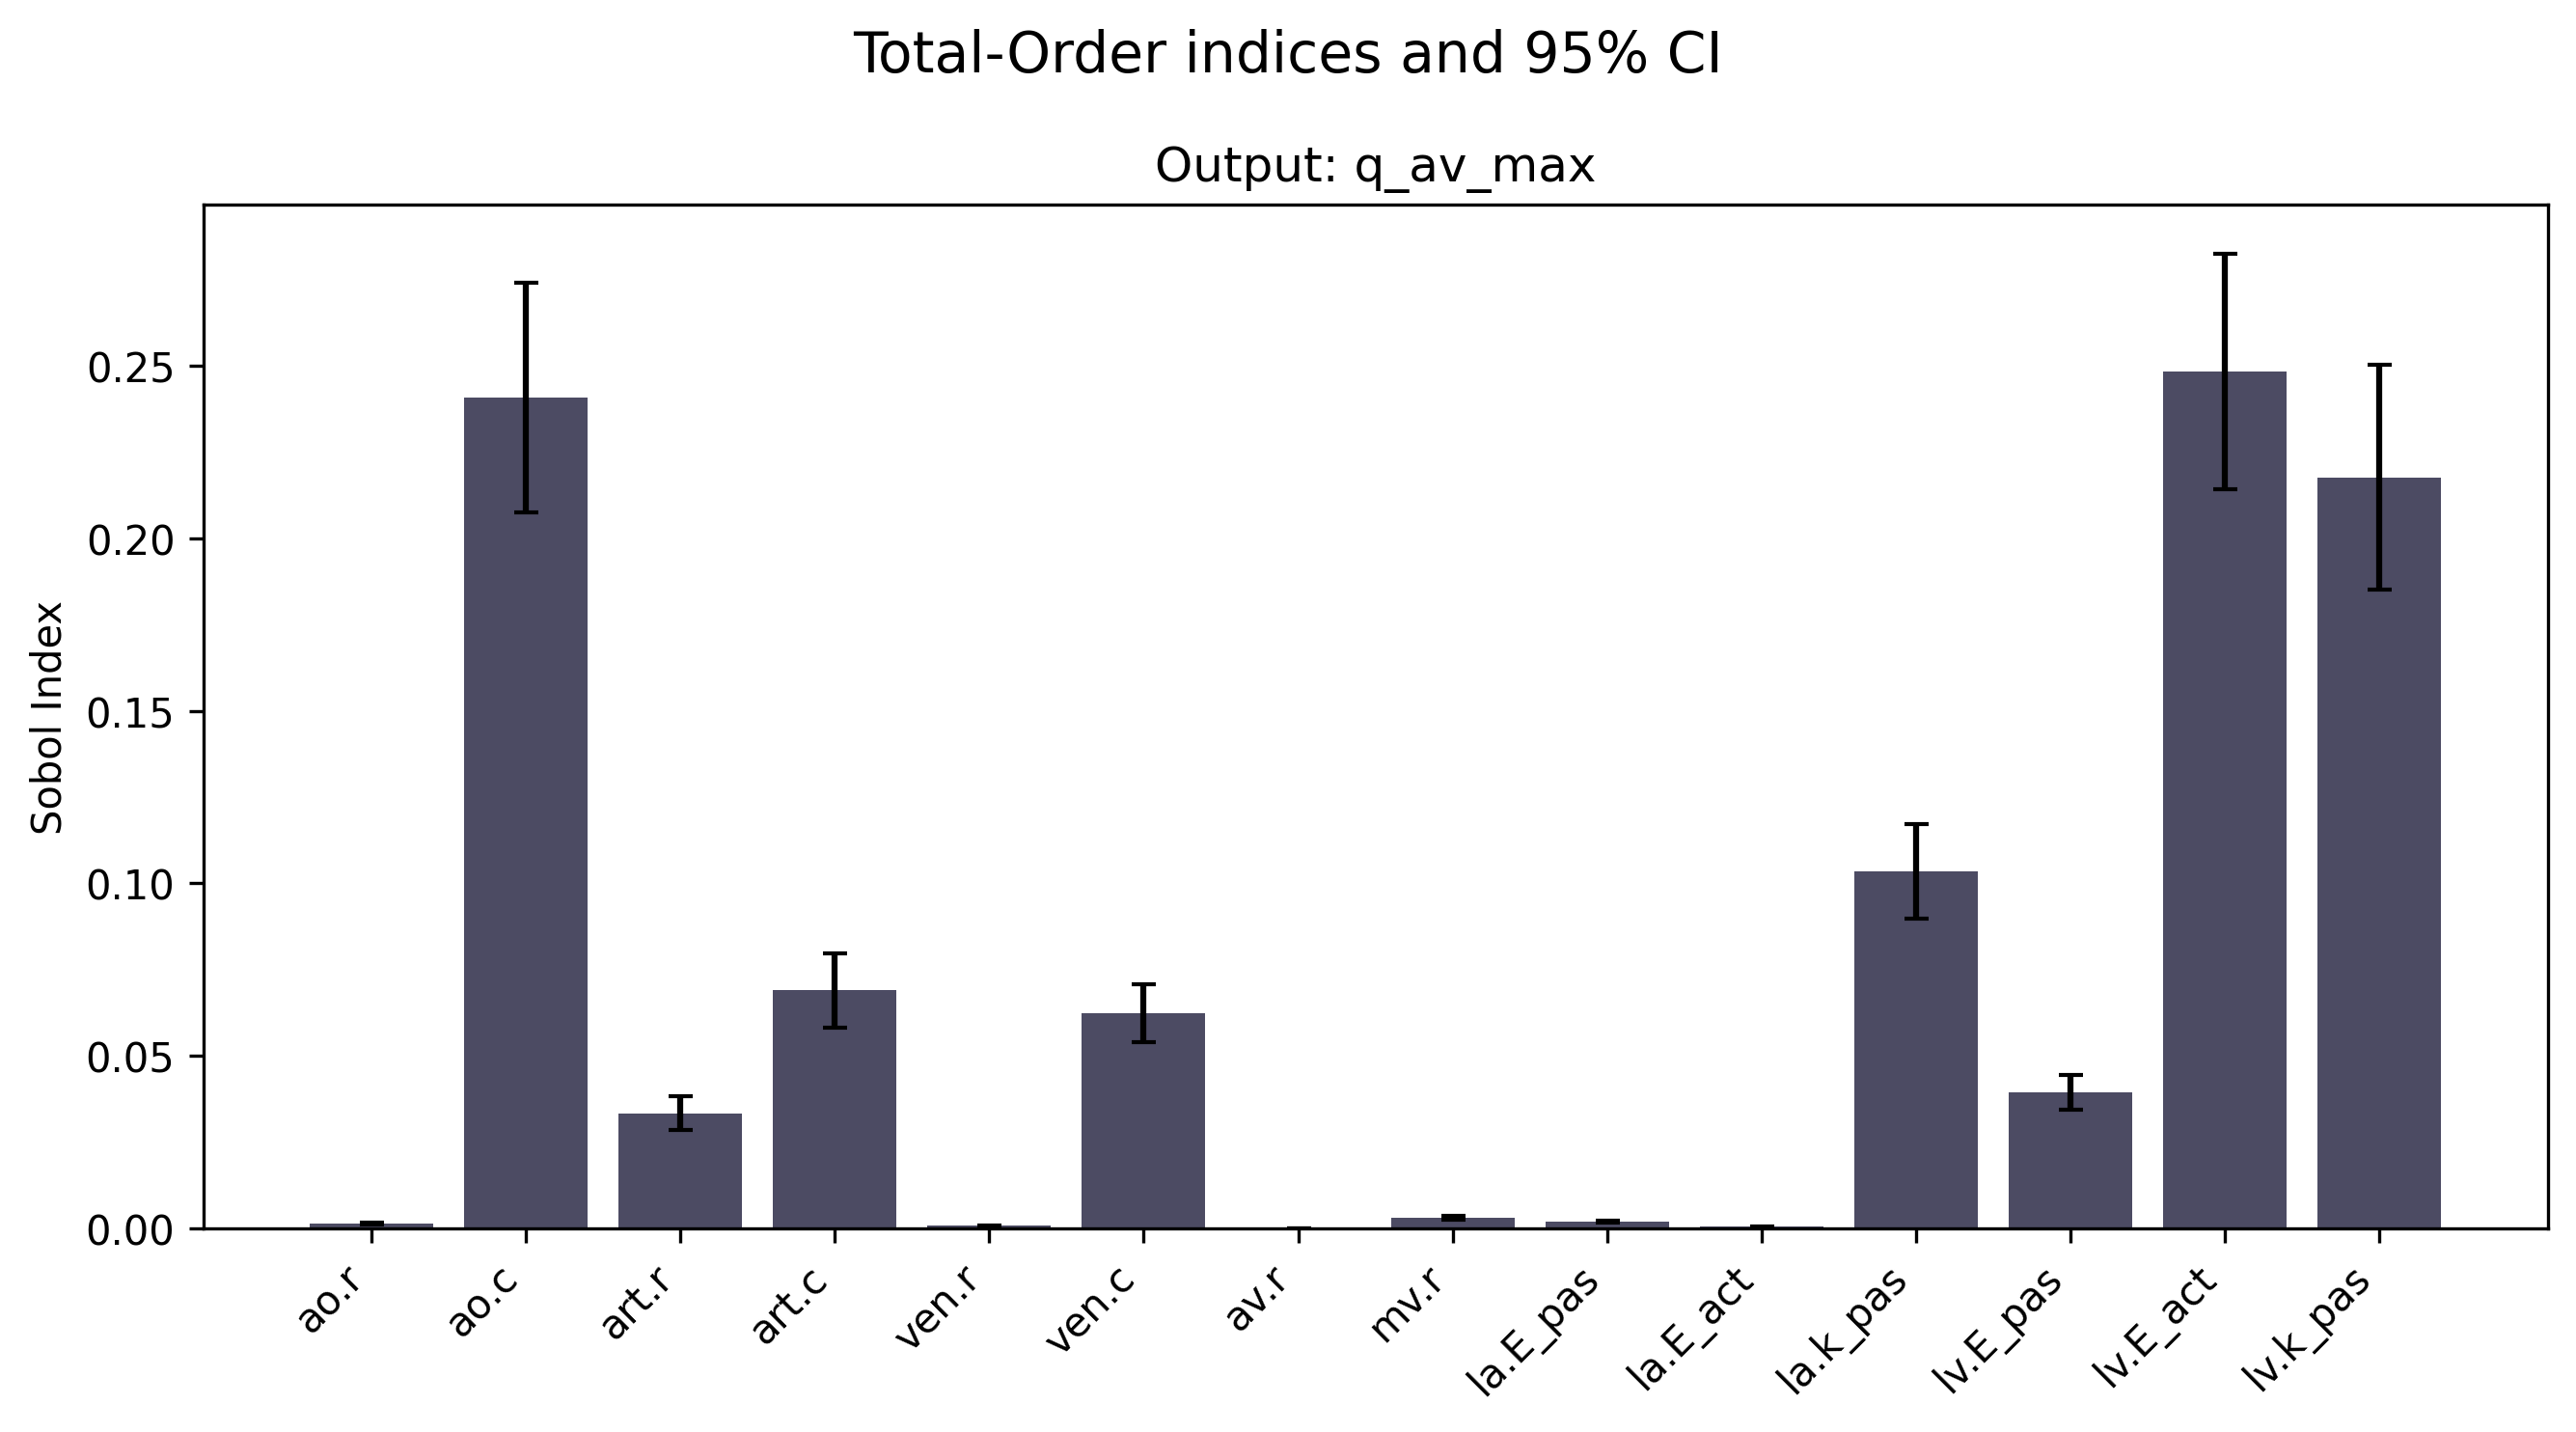 Total-Order indices and 95% CI
Output: q_av_max
Sobol Index
0.25
0.20
0.15
0.10
0.05
0.00
ao.r
ao.c
art.r
art.c
ven.r
ven.c
av.r
mv.r
la.E_pas
la.E_act
la.k_pas
lv.E_pas
lv.E_act
lv.k_pas